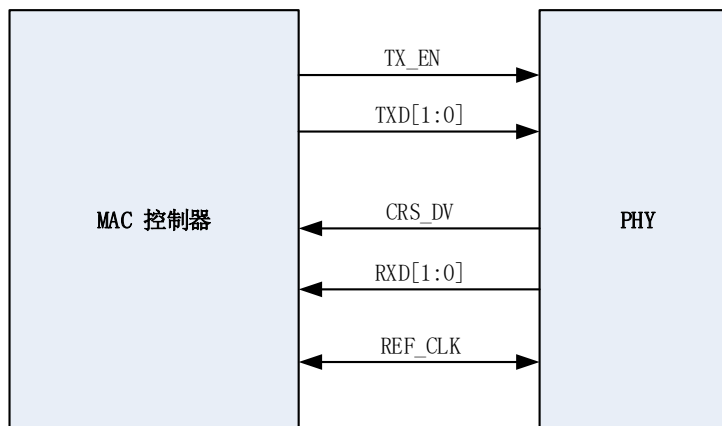 TX_EN
TXD[1:0]
MAC 控制器
CRS_DV
PHY
RXD[1:0]
REF_CLK